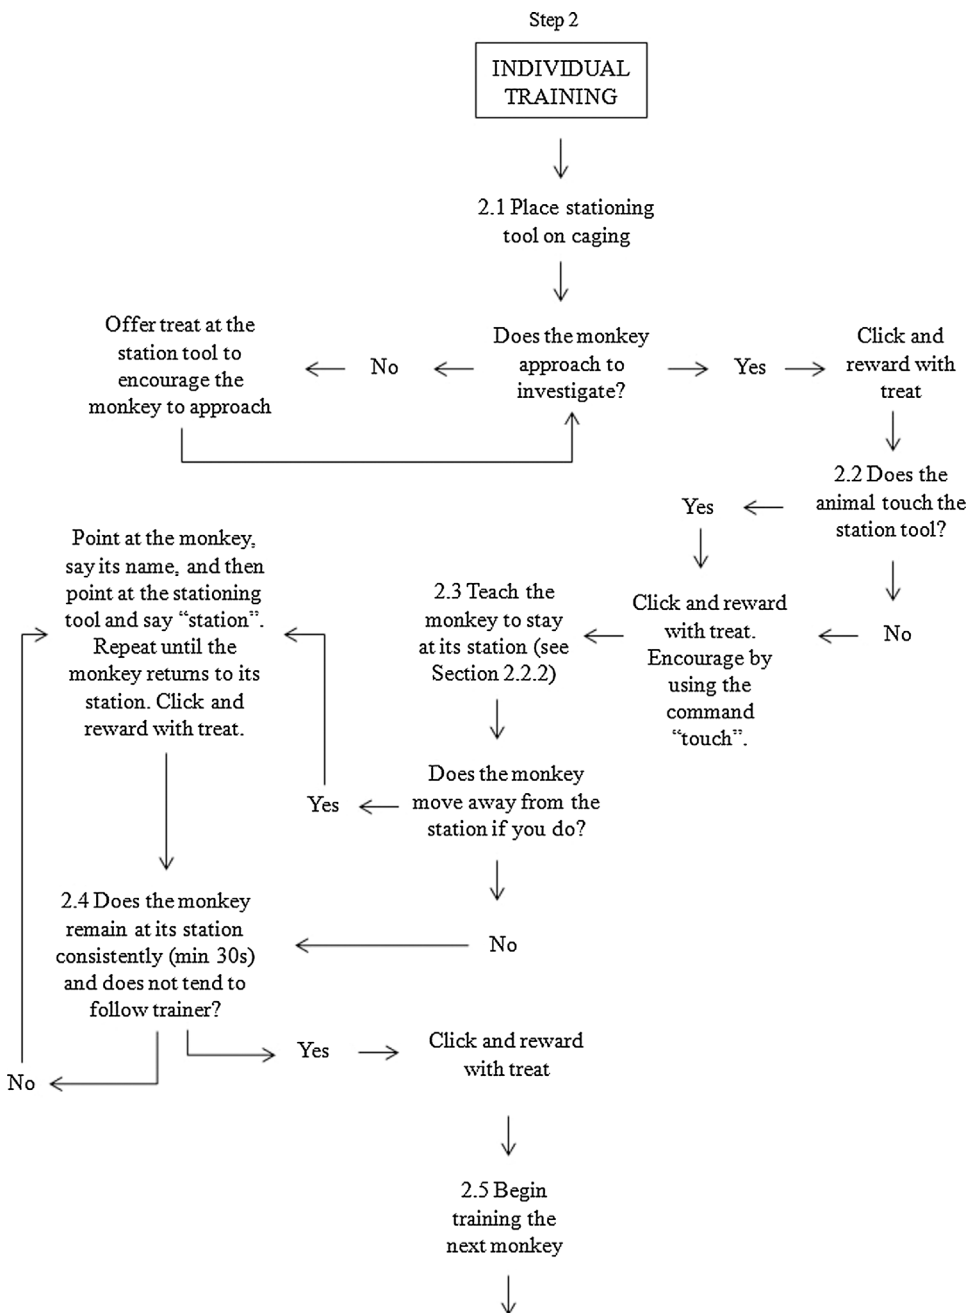 Step 2
INDIVIDUAL
TRAINING
2.1 Place stationing
tool on caging
Offer treat at the
station tool to
encourage the
monkey to approach
No
Does the monkey
approach to
investigate?
Yes
Click and
reward with
treat
2.2 Does the
animal touch the
station tool?
Yes
No
Click and reward
with treat.
Encourage by
using the
command
“touch”.
2.3 Teach the
monkey to stay
at its station (see
Section 2.2.2)
Does the monkey
move away from the
station if you do?
Yes
No
Point at the monkey,
say its name, and then
point at the stationing
tool and say “station”.
Repeat until the
monkey returns to its
station. Click and
reward with treat.
2.4 Does the monkey
remain at its station
consistently (min 30s)
and does not tend to
follow trainer?
No
Yes
Click and reward
with treat
2.5 Begin
training the
next monkey